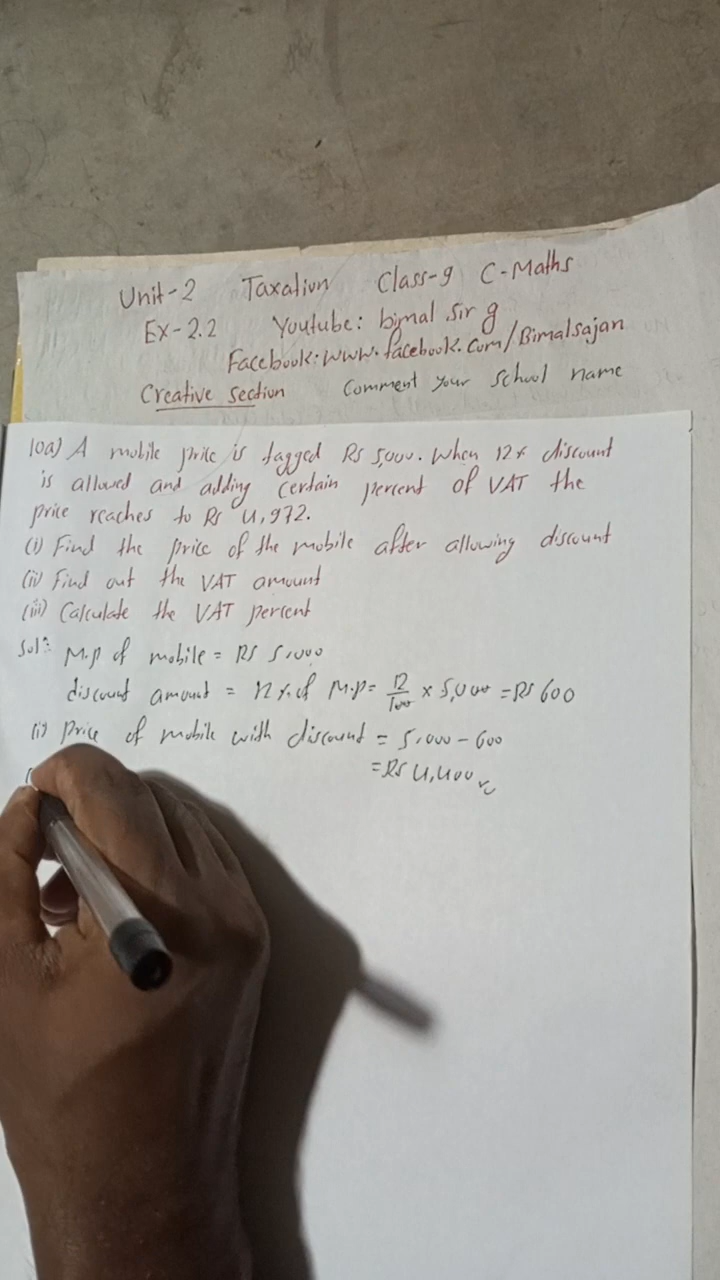 Unit-2 Taxation Class-9 C-Maths
Ex-2.2 Youtube: bimal sir g
Facebook: www.facebook.com/Bimalsajan
Creative section Comment your school name
10a) A mobile price is tagged Rs 5,000. When 12% discount
is allowed and adding certain percent of VAT the
price reaches to Rs 4,972.
(i) Find the price of the mobile after allowing discount
(ii) Find out the VAT amount
(iii) Calculate the VAT percent
Solⁿ: M.p of mobile = RS 5,000
discount amount = 12% of M.p = 12/100 × 5,000 = RS 600
(i) Price of mobile with discount = 5,000 - 600
= RS 4,400